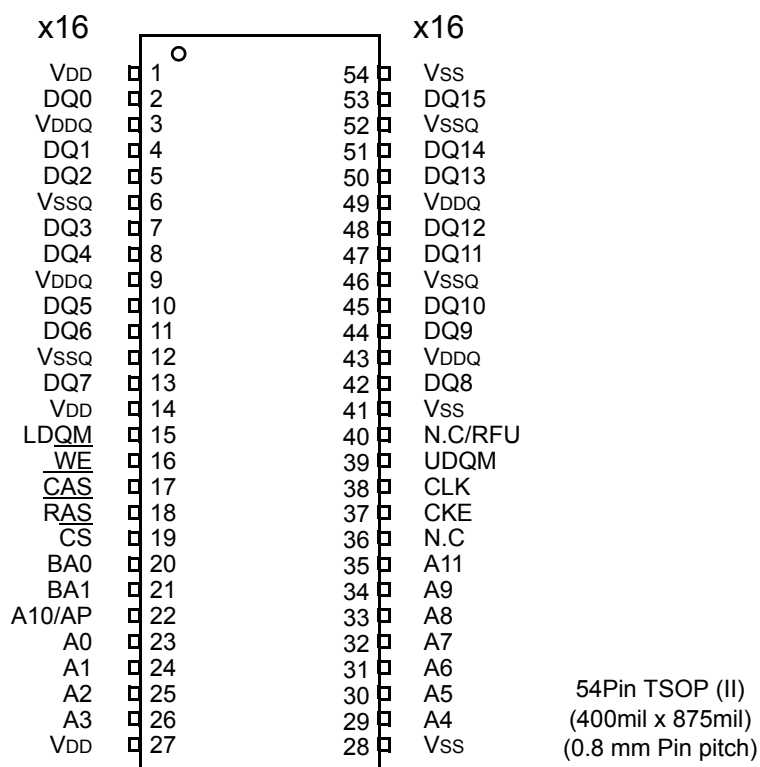 x16 x16
VDD 1 54 VSS
DQ0 2 53 DQ15
VDDQ 3 52 VSSQ
DQ1 4 51 DQ14
DQ2 5 50 DQ13
VSSQ 6 49 VDDQ
DQ3 7 48 DQ12
DQ4 8 47 DQ11
VDDQ 9 46 VSSQ
DQ5 10 45 DQ10
DQ6 11 44 DQ9
VSSQ 12 43 VDDQ
DQ7 13 42 DQ8
VDD 14 41 VSS
LDQM 15 40 N.C/RFU
WE 16 39 UDQM
CAS 17 38 CLK
RAS 18 37 CKE
CS 19 36 N.C
BA0 20 35 A11
BA1 21 34 A9
A10/AP 22 33 A8
A0 23 32 A7
A1 24 31 A6
A2 25 30 A5
A3 26 29 A4
VDD 27 28 VSS
54Pin TSOP (II)
(400mil x 875mil)
(0.8 mm Pin pitch)